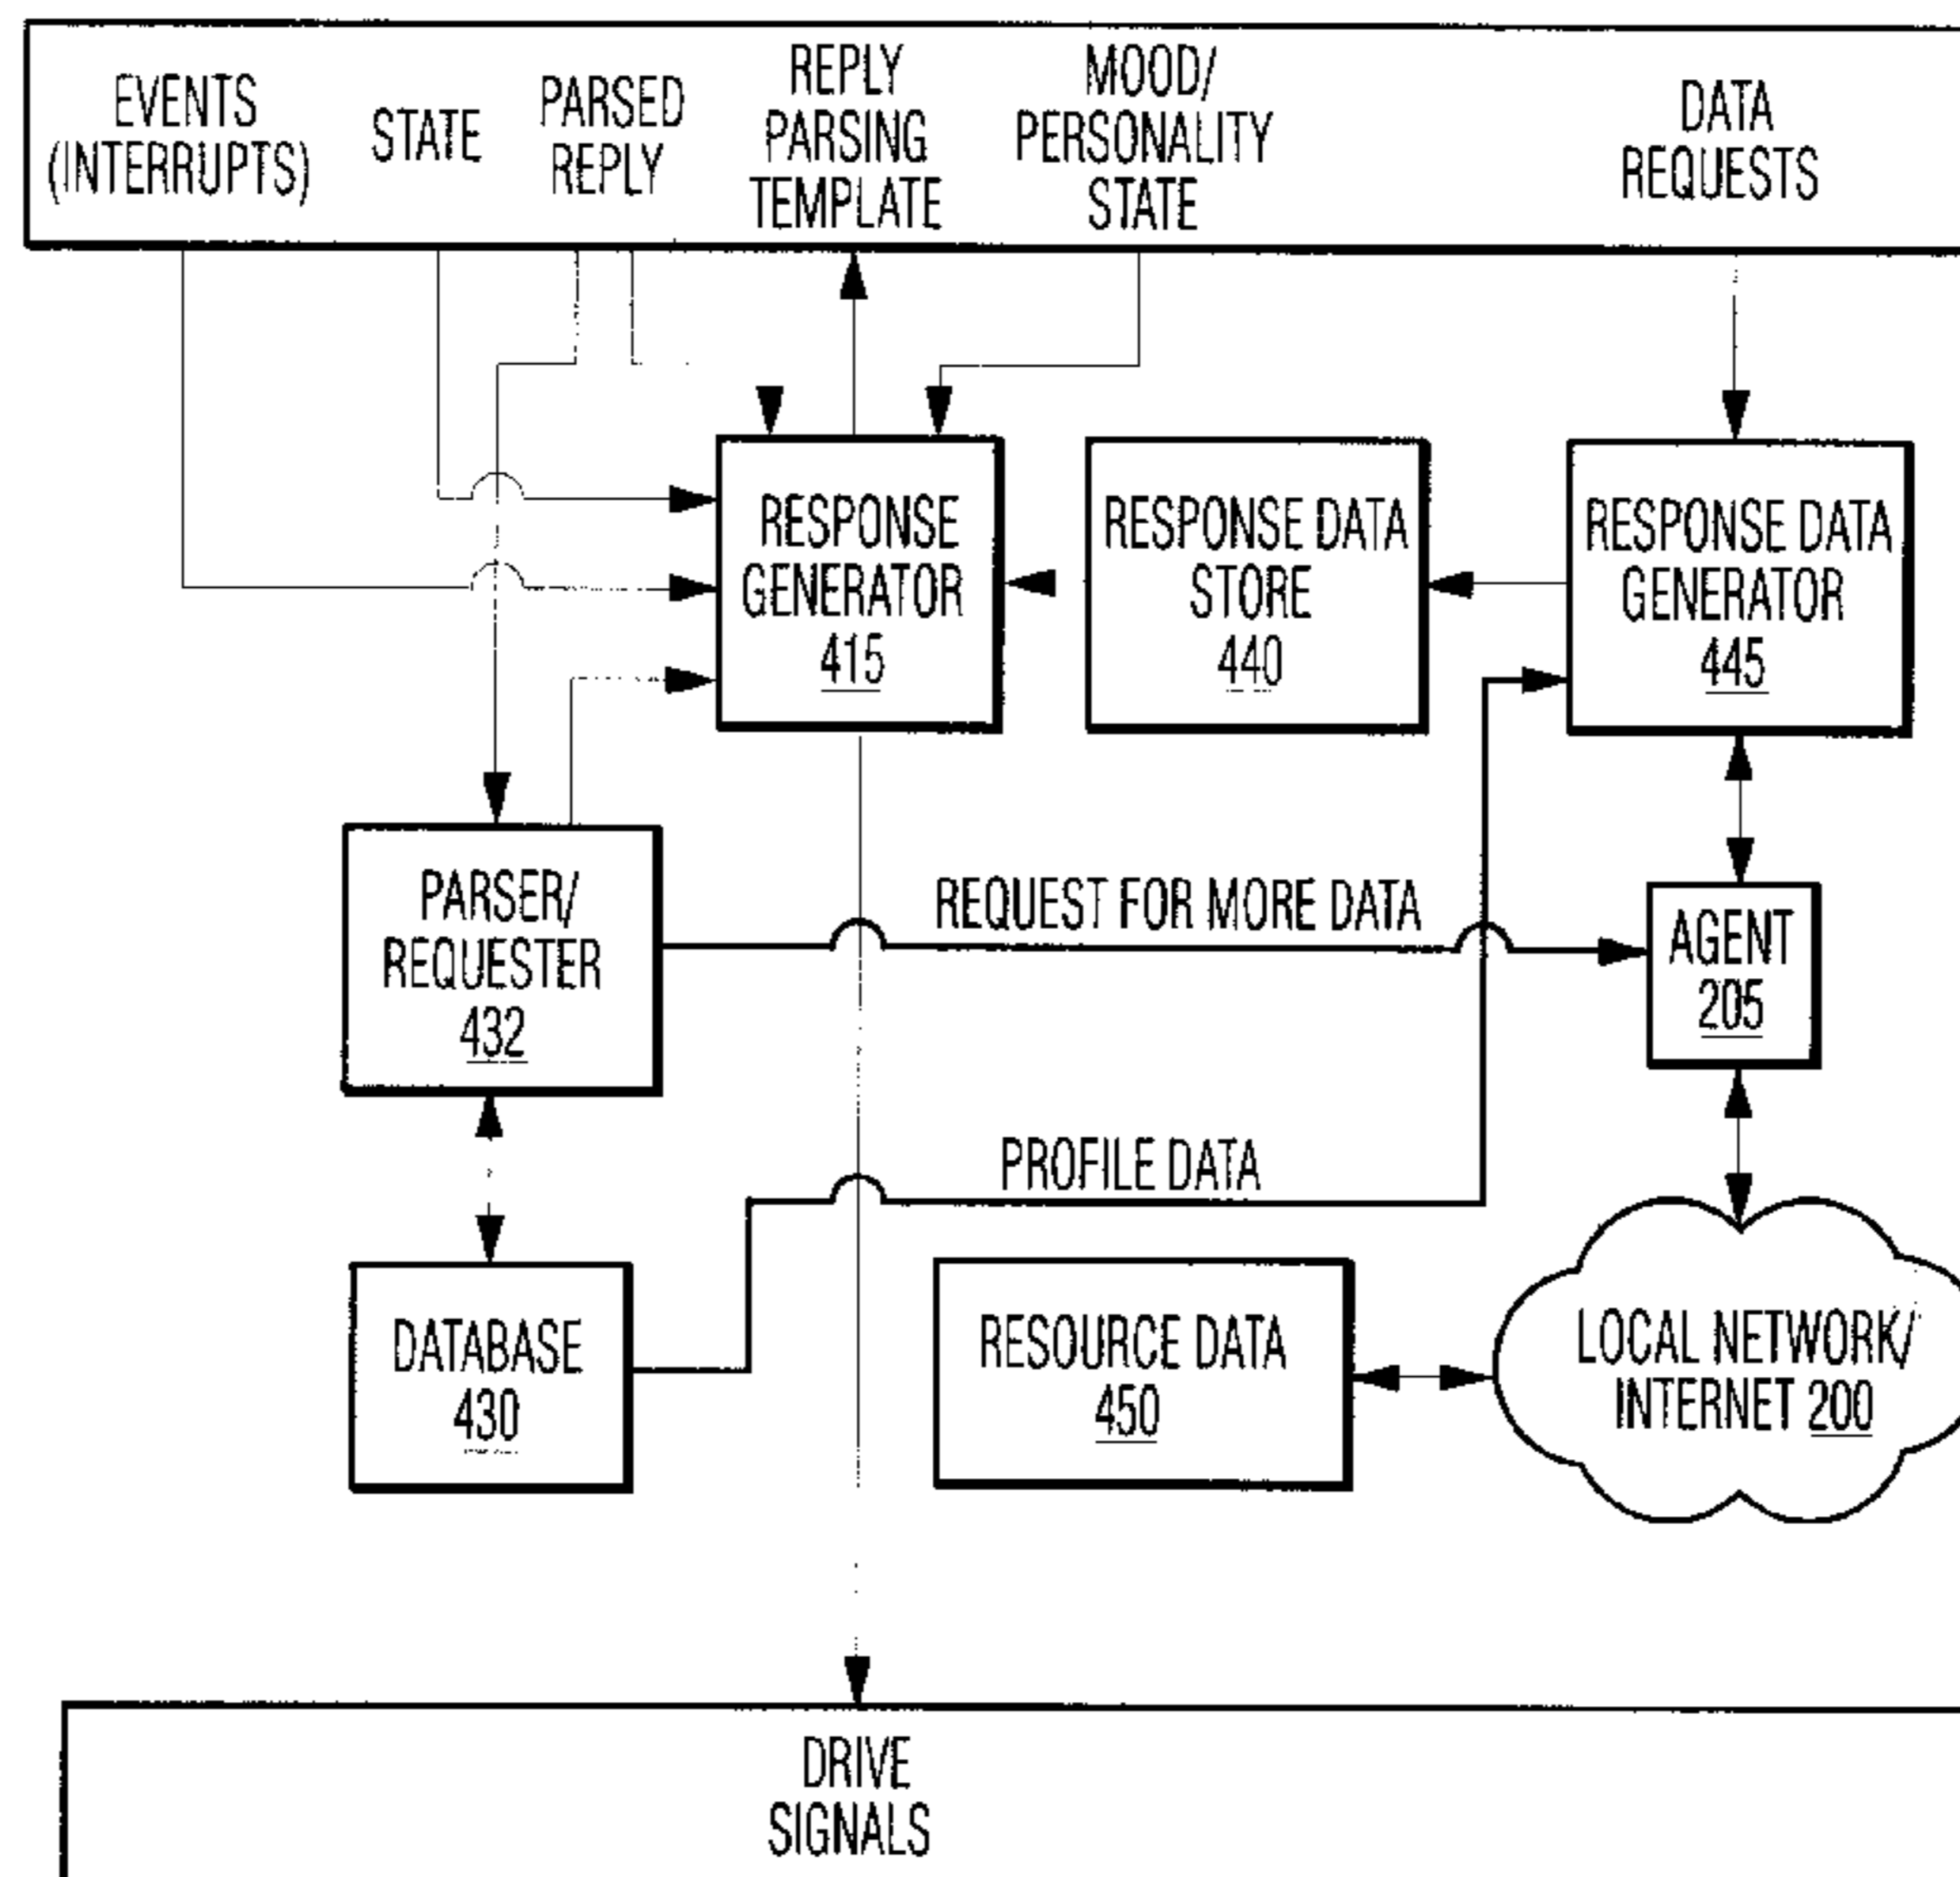 EVENTS
(INTERRUPTS)
STATE
PARSED
REPLY
REPLY
PARSING
TEMPLATE
MOOD/
PERSONALITY
STATE
DATA
REQUESTS
RESPONSE
GENERATOR
415
RESPONSE DATA
STORE
440
RESPONSE DATA
GENERATOR
445
PARSER/
REQUESTER
432
REQUEST FOR MORE DATA
AGENT
205
PROFILE DATA
DATABASE
430
RESOURCE DATA
450
LOCAL NETWORK/
INTERNET 200
DRIVE
SIGNALS